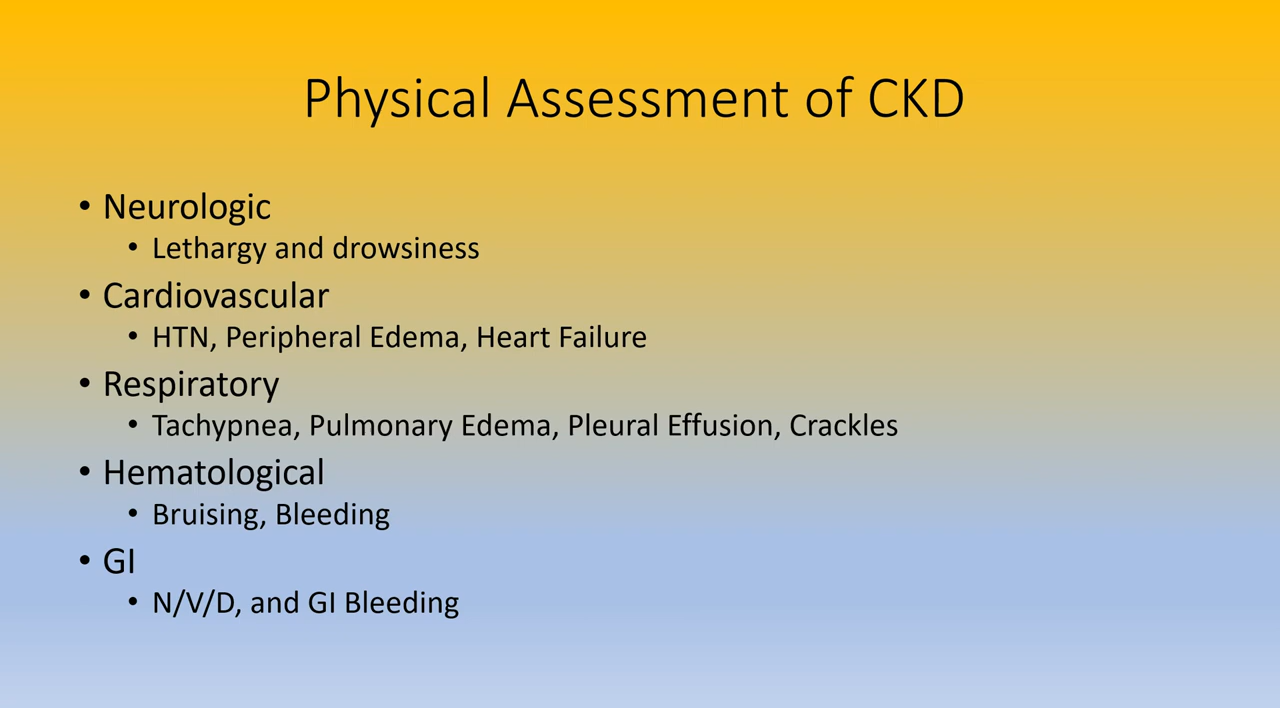 Physical Assessment of CKD
• Neurologic
• Lethargy and drowsiness
• Cardiovascular
• HTN, Peripheral Edema, Heart Failure
• Respiratory
• Tachypnea, Pulmonary Edema, Pleural Effusion, Crackles
• Hematological
• Bruising, Bleeding
• GI
• N/V/D, and GI Bleeding